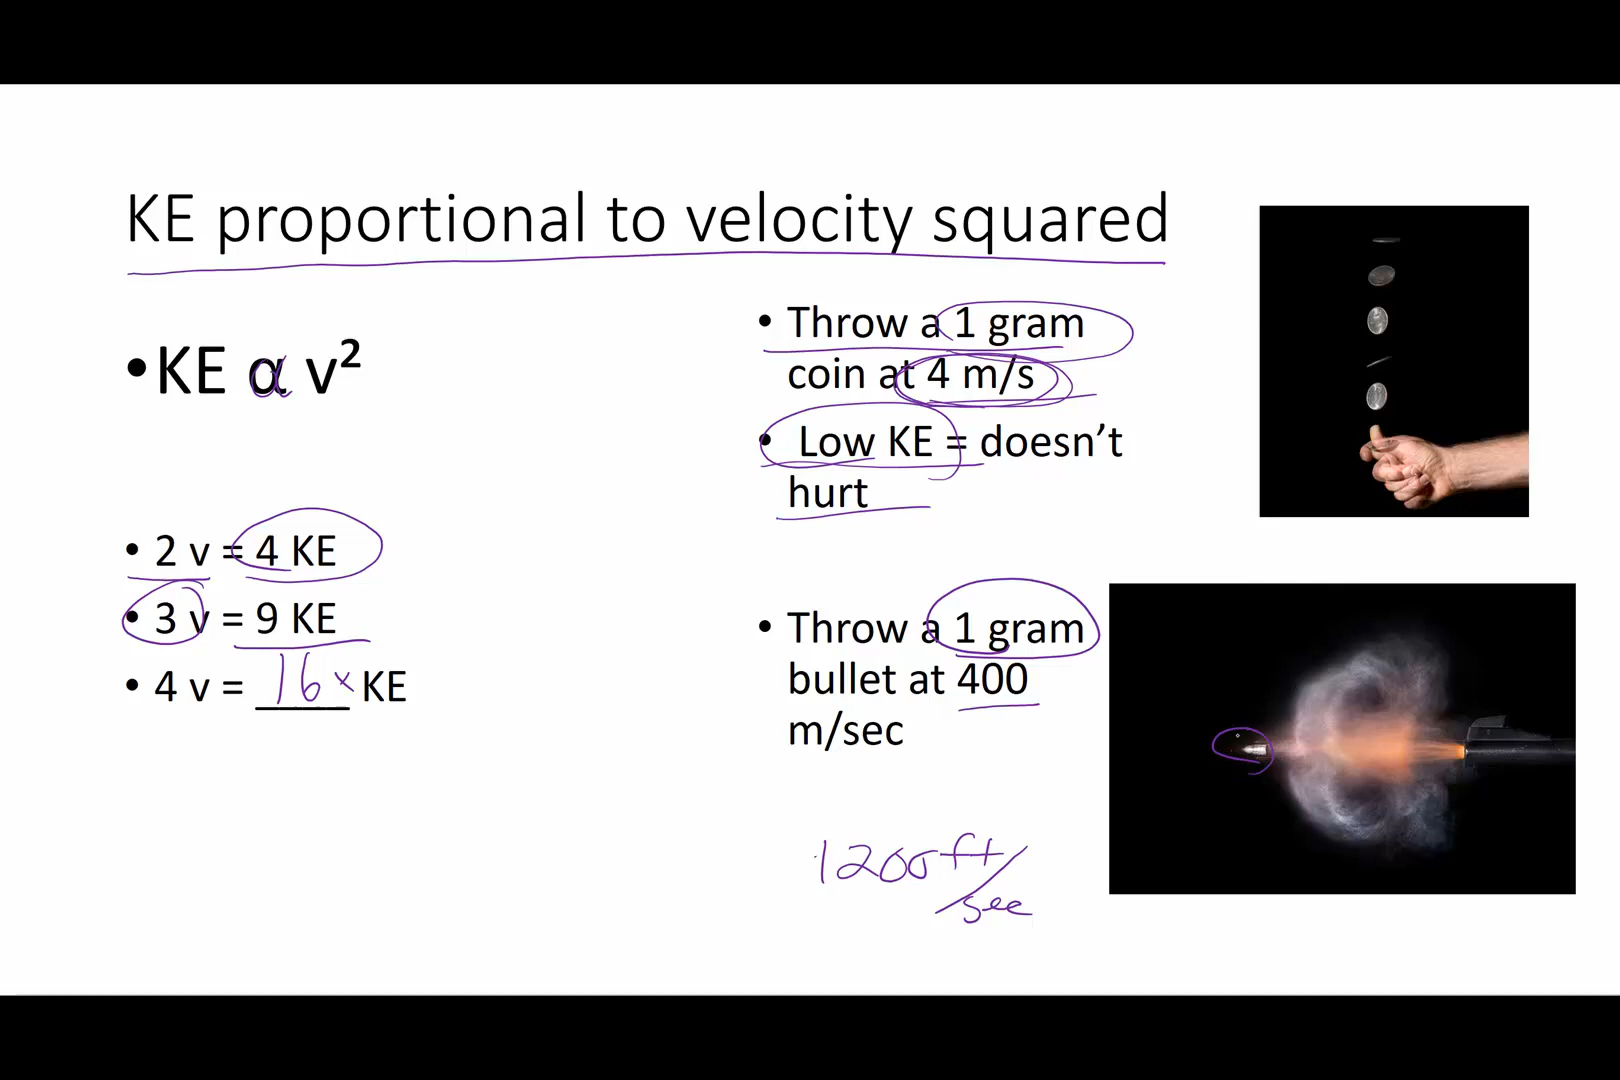 KE proportional to velocity squared
•KE α v²
• 2 v = 4 KE
• 3 v = 9 KE
• 4 v = 16 x KE
• Throw a 1 gram
coin at 4 m/s
• Low KE = doesn’t
hurt
• Throw a 1 gram
bullet at 400
m/sec
1200 ft/
sec